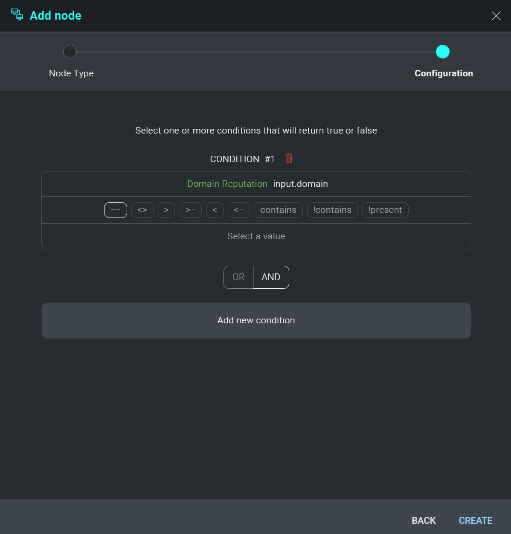 Add node
Node Type
Configuration
Select one or more conditions that will return true or false
CONDITION #1
Domain Reputation input.domain
== <> > >= < <= contains !contains !present
Select a value
OR AND
Add new condition
BACK CREATE